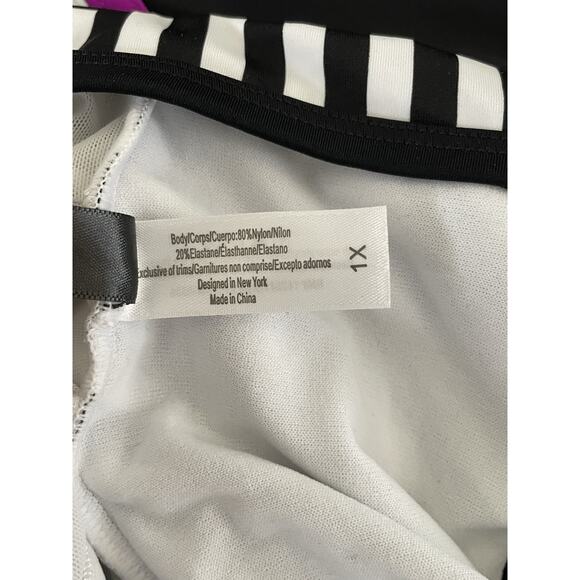 Body/Corps/Cuerpo:80%Nylon/Nilon
20%Elastane/Elasthanne/Elastano
Exclusive of trims/Garnitures non comprise/Excepto adornos
Designed in New York
Made in China
1X